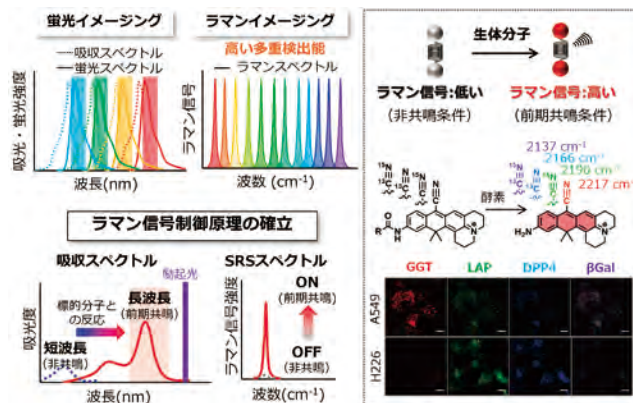 蛍光イメージング
吸収スペクトル
蛍光スペクトル
吸光・蛍光強度
波長(nm)
ラマンイメージング
高い多重検出能
ラマンスペクトル
ラマン信号
波数 (cm⁻¹)
ラマン信号制御原理の確立
吸収スペクトル
励起光
標的分子と
の反応
長波長
(前期共鳴)
短波長
(非共鳴)
吸光度
波長(nm)
SRSスペクトル
ON
(前期共鳴)
OFF
(非共鳴)
ラマン信号強度
波数(cm⁻¹)
生体分子
ラマン信号:低い
(非共鳴条件)
ラマン信号:高い
(前期共鳴条件)
2137 cm⁻¹
2166 cm⁻¹
2190 cm⁻¹
2217 cm⁻¹
酵素
GGT LAP DPP4 βGal
A549
H226